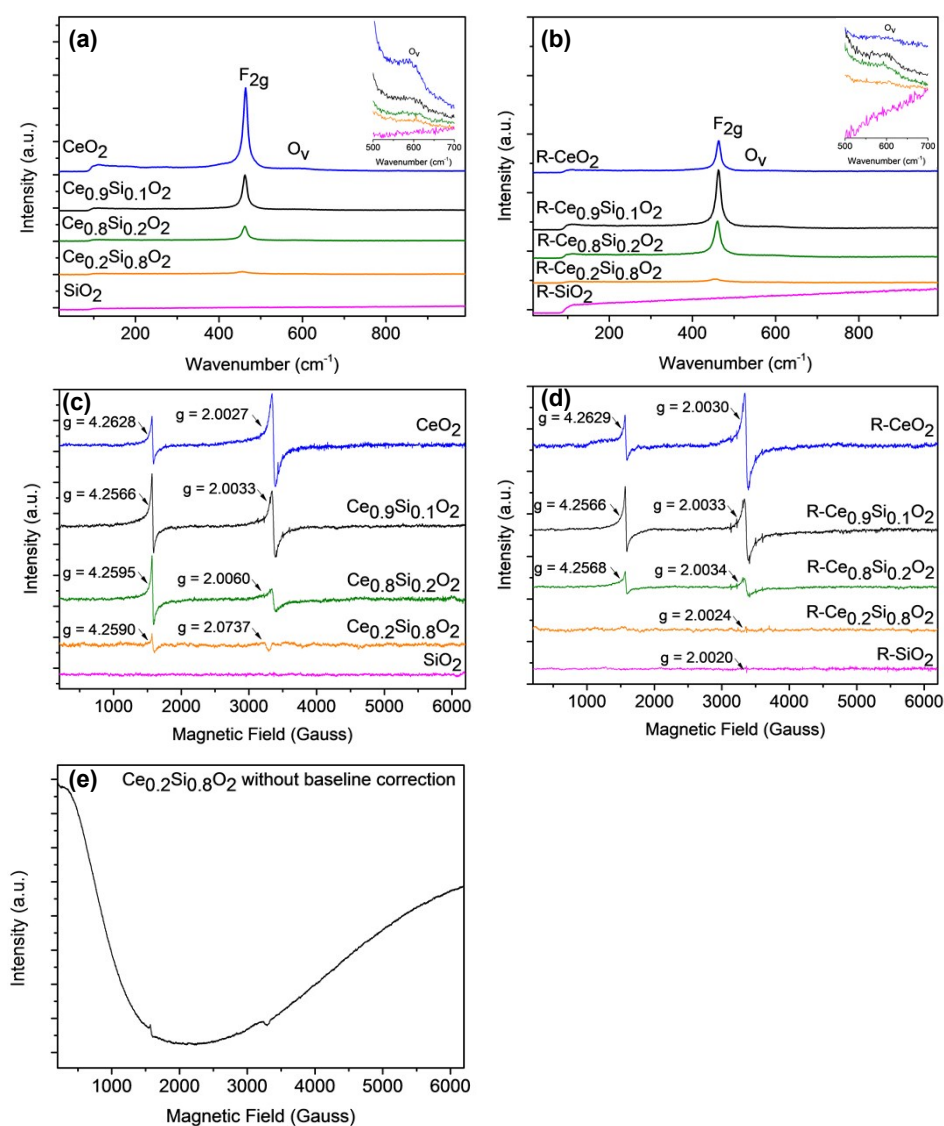 (a)
F2g
Ov
CeO2
Ce0.9Si0.1O2
Ce0.8Si0.2O2
Ce0.2Si0.8O2
SiO2
Intensity (a.u.)
0 200 400 600 800
Wavenumber (cm-1)
Ov
500 600 700
Wavenumber (cm-1)
(b)
F2g
Ov
R-CeO2
R-Ce0.9Si0.1O2
R-Ce0.8Si0.2O2
R-Ce0.2Si0.8O2
R-SiO2
Intensity (a.u.)
200 400 600 800
Wavenumber (cm-1)
Ov
500 600 700
Wavenumber (cm-1)
(c)
g = 4.2628
g = 2.0027
CeO2
g = 4.2566
g = 2.0033
Ce0.9Si0.1O2
g = 4.2595
g = 2.0060
Ce0.8Si0.2O2
g = 4.2590
g = 2.0737
Ce0.2Si0.8O2
SiO2
Intensity (a.u.)
1000 2000 3000 4000 5000 6000
Magnetic Field (Gauss)
(d)
g = 4.2629
g = 2.0030
R-CeO2
g = 4.2566
g = 2.0033
R-Ce0.9Si0.1O2
g = 4.2568
g = 2.0034
R-Ce0.8Si0.2O2
g = 2.0024
R-Ce0.2Si0.8O2
g = 2.0020
R-SiO2
Intensity (a.u.)
1000 2000 3000 4000 5000 6000
Magnetic Field (Gauss)
(e)
Ce0.2Si0.8O2 without baseline correction
Intensity (a.u.)
1000 2000 3000 4000 5000 6000
Magnetic Field (Gauss)